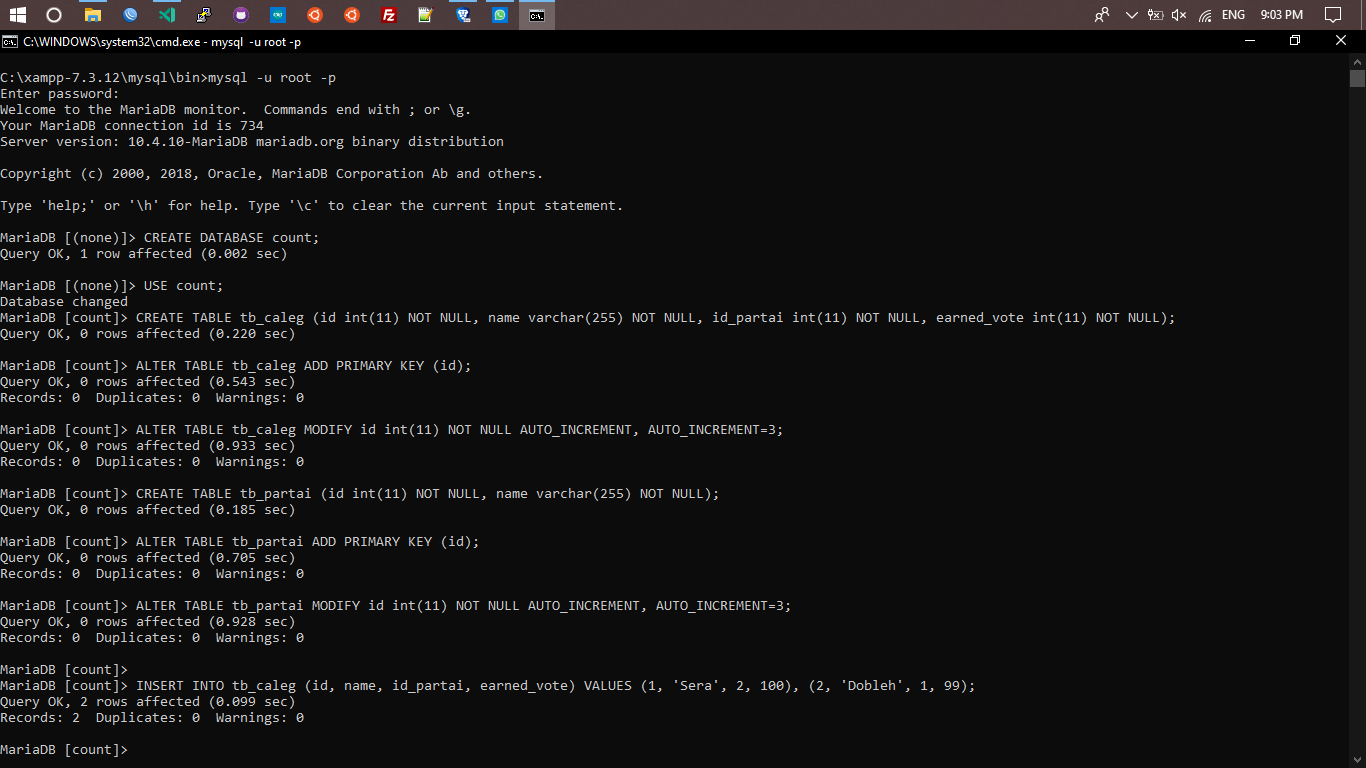 ENG 9:03 PM
C:\WINDOWS\system32\cmd.exe - mysql -u root -p
C:\xampp-7.3.12\mysql\bin>mysql -u root -p
Enter password:
Welcome to the MariaDB monitor.  Commands end with ; or \g.
Your MariaDB connection id is 734
Server version: 10.4.10-MariaDB mariadb.org binary distribution
Copyright (c) 2000, 2018, Oracle, MariaDB Corporation Ab and others.
Type 'help;' or '\h' for help. Type '\c' to clear the current input statement.
MariaDB [(none)]> CREATE DATABASE count;
Query OK, 1 row affected (0.002 sec)
MariaDB [(none)]> USE count;
Database changed
MariaDB [count]> CREATE TABLE tb_caleg (id int(11) NOT NULL, name varchar(255) NOT NULL, id_partai int(11) NOT NULL, earned_vote int(11) NOT NULL);
Query OK, 0 rows affected (0.220 sec)
MariaDB [count]> ALTER TABLE tb_caleg ADD PRIMARY KEY (id);
Query OK, 0 rows affected (0.543 sec)
Records: 0  Duplicates: 0  Warnings: 0
MariaDB [count]> ALTER TABLE tb_caleg MODIFY id int(11) NOT NULL AUTO_INCREMENT, AUTO_INCREMENT=3;
Query OK, 0 rows affected (0.933 sec)
Records: 0  Duplicates: 0  Warnings: 0
MariaDB [count]> CREATE TABLE tb_partai (id int(11) NOT NULL, name varchar(255) NOT NULL);
Query OK, 0 rows affected (0.185 sec)
MariaDB [count]> ALTER TABLE tb_partai ADD PRIMARY KEY (id);
Query OK, 0 rows affected (0.705 sec)
Records: 0  Duplicates: 0  Warnings: 0
MariaDB [count]> ALTER TABLE tb_partai MODIFY id int(11) NOT NULL AUTO_INCREMENT, AUTO_INCREMENT=3;
Query OK, 0 rows affected (0.928 sec)
Records: 0  Duplicates: 0  Warnings: 0
MariaDB [count]>
MariaDB [count]> INSERT INTO tb_caleg (id, name, id_partai, earned_vote) VALUES (1, 'Sera', 2, 100), (2, 'Dobleh', 1, 99);
Query OK, 2 rows affected (0.099 sec)
Records: 2  Duplicates: 0  Warnings: 0
MariaDB [count]>